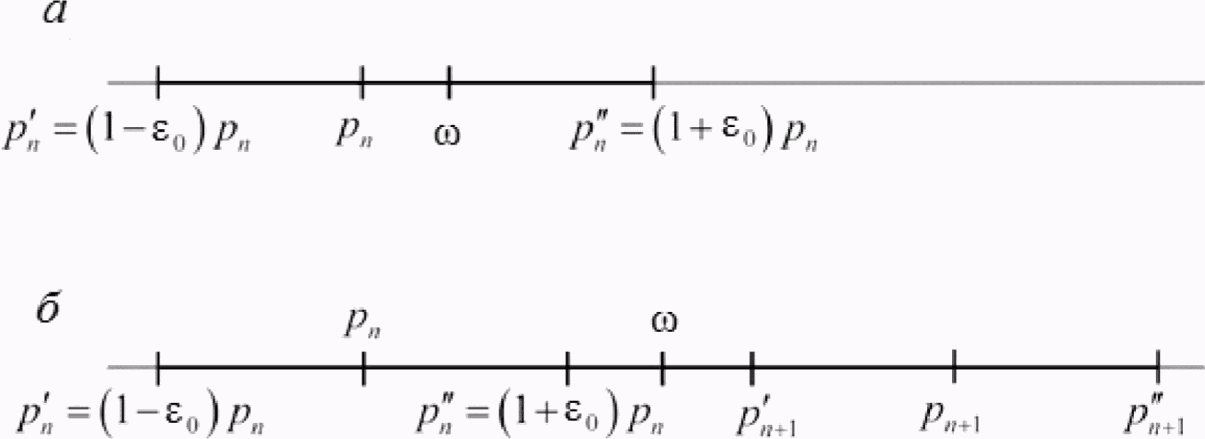 а
p′ₙ = (1−ε₀) pₙ pₙ ω p″ₙ = (1+ε₀) pₙ
б
pₙ ω
p′ₙ = (1−ε₀) pₙ p″ₙ = (1+ε₀) pₙ p′ₙ₊₁ pₙ₊₁ p″ₙ₊₁